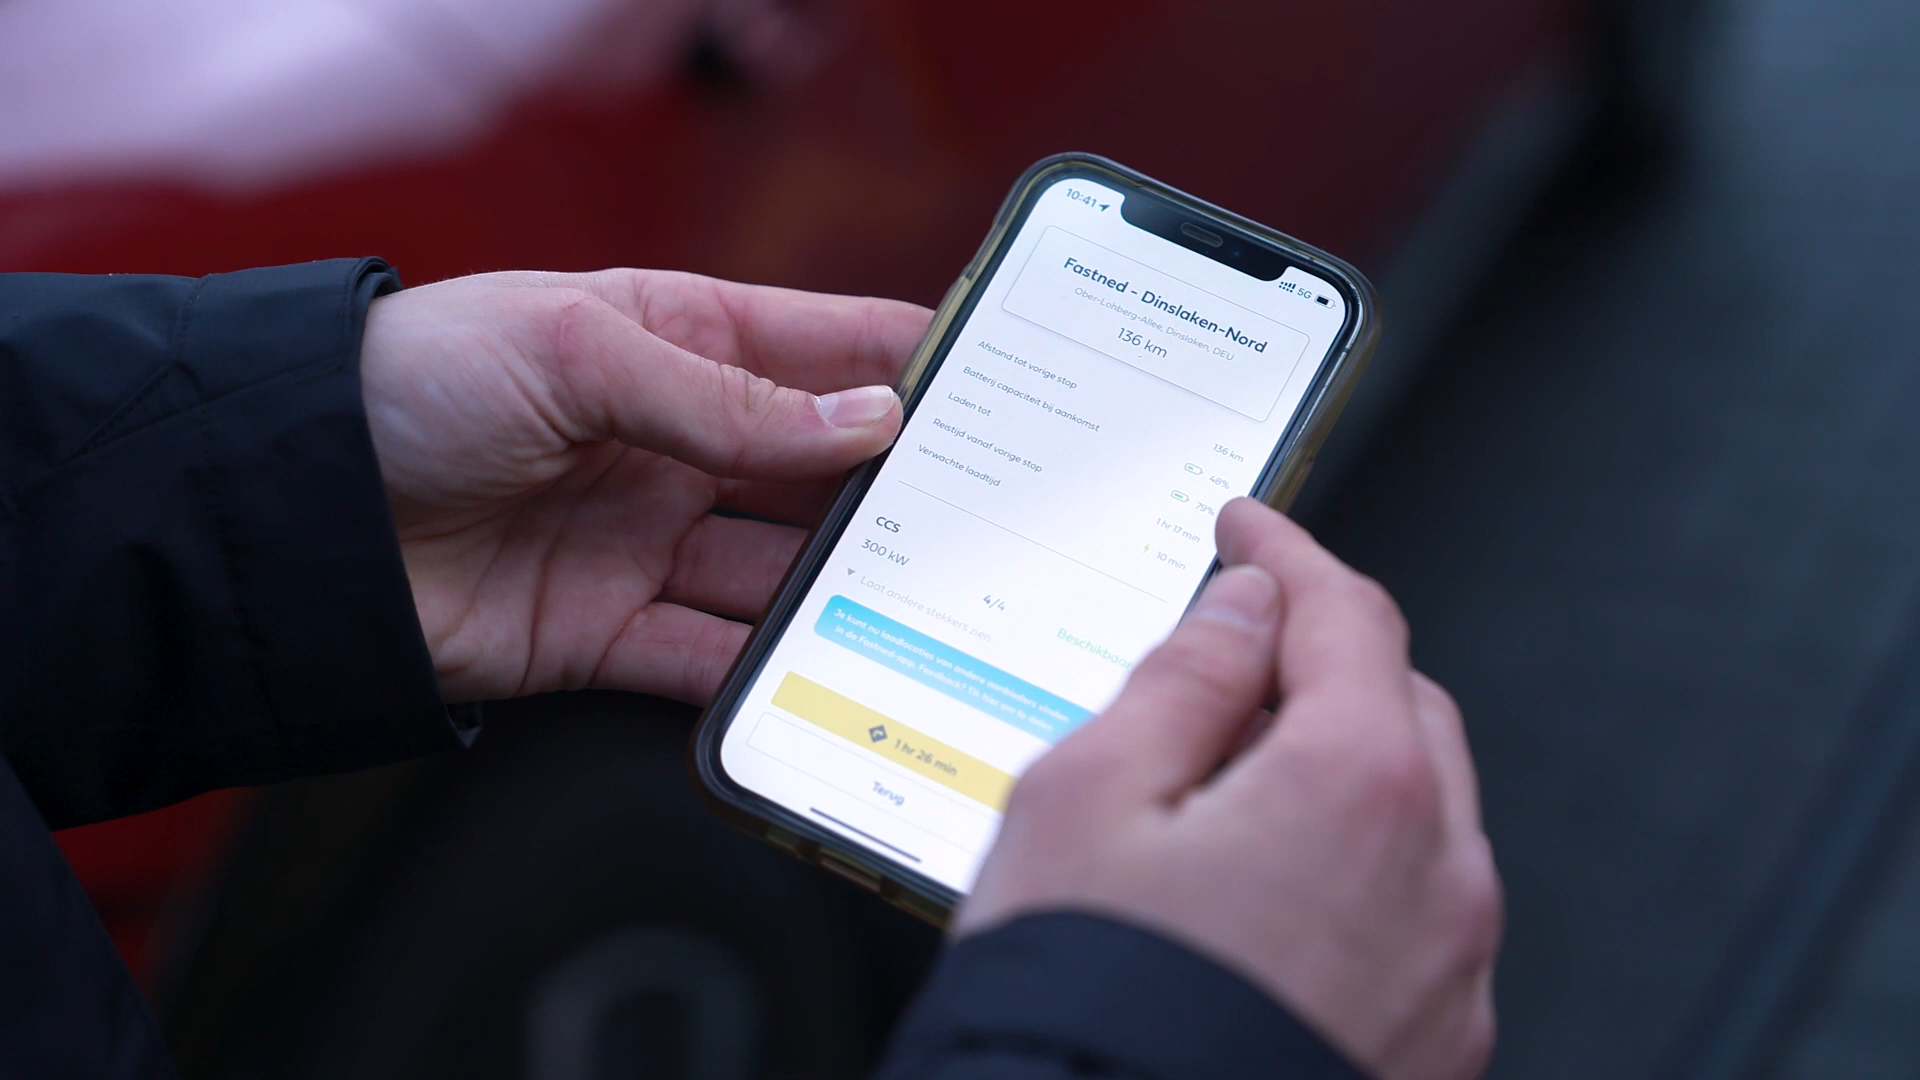 10:41
5G
Fastned - Dinslaken-Nord
Ober-Lohberg-Allee, Dinslaken, DEU
136 km
Afstand tot vorige stop
136 km
Batterij capaciteit bij aankomst
48%
Laden tot
79%
Reistijd vanaf vorige stop
1 hr 17 min
Verwachte laadtijd
10 min
CCS
300 kW
4/4
Beschikbaar
Laat andere stekkers zien
Je kunt nu laadlocaties van andere aanbieders vinden
in de Fastned-app. Feedback? Tik hier om te delen
1 hr 26 min
Terug